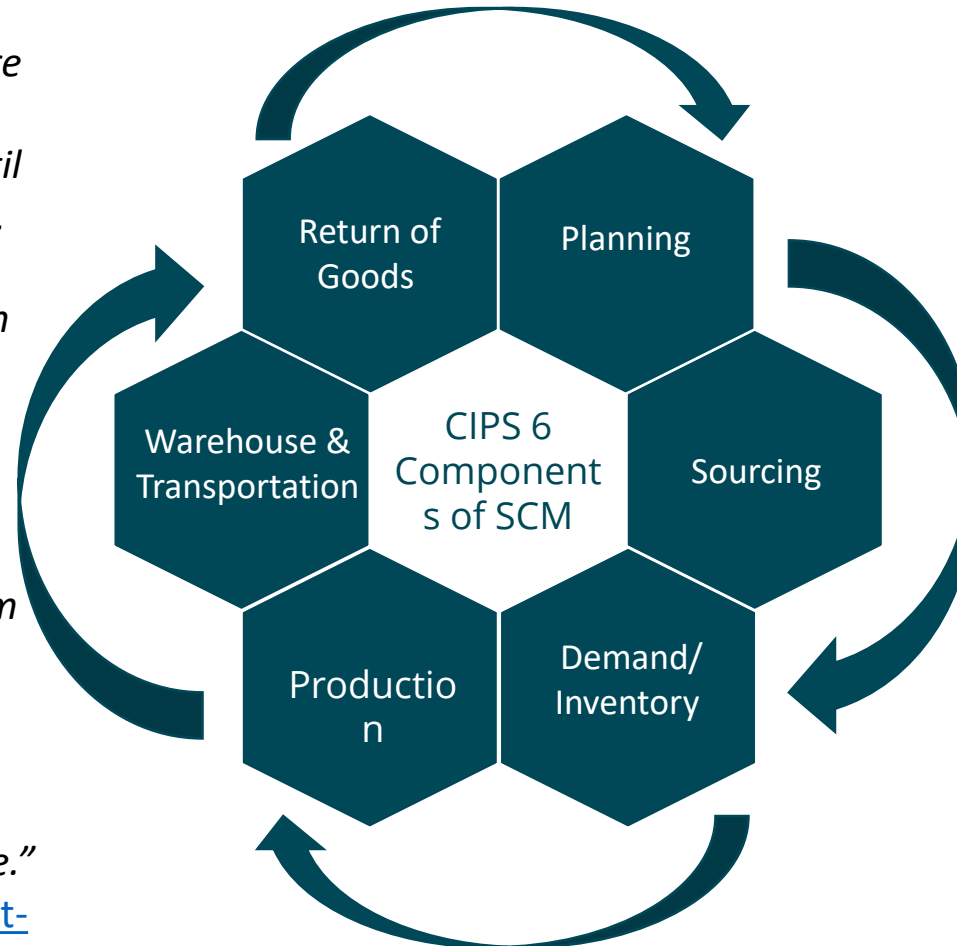 e.”
t-
Return of
Goods
Planning
Warehouse &
Transportation
CIPS 6
Component
s of SCM
Sourcing
Productio
n
Demand/
Inventory